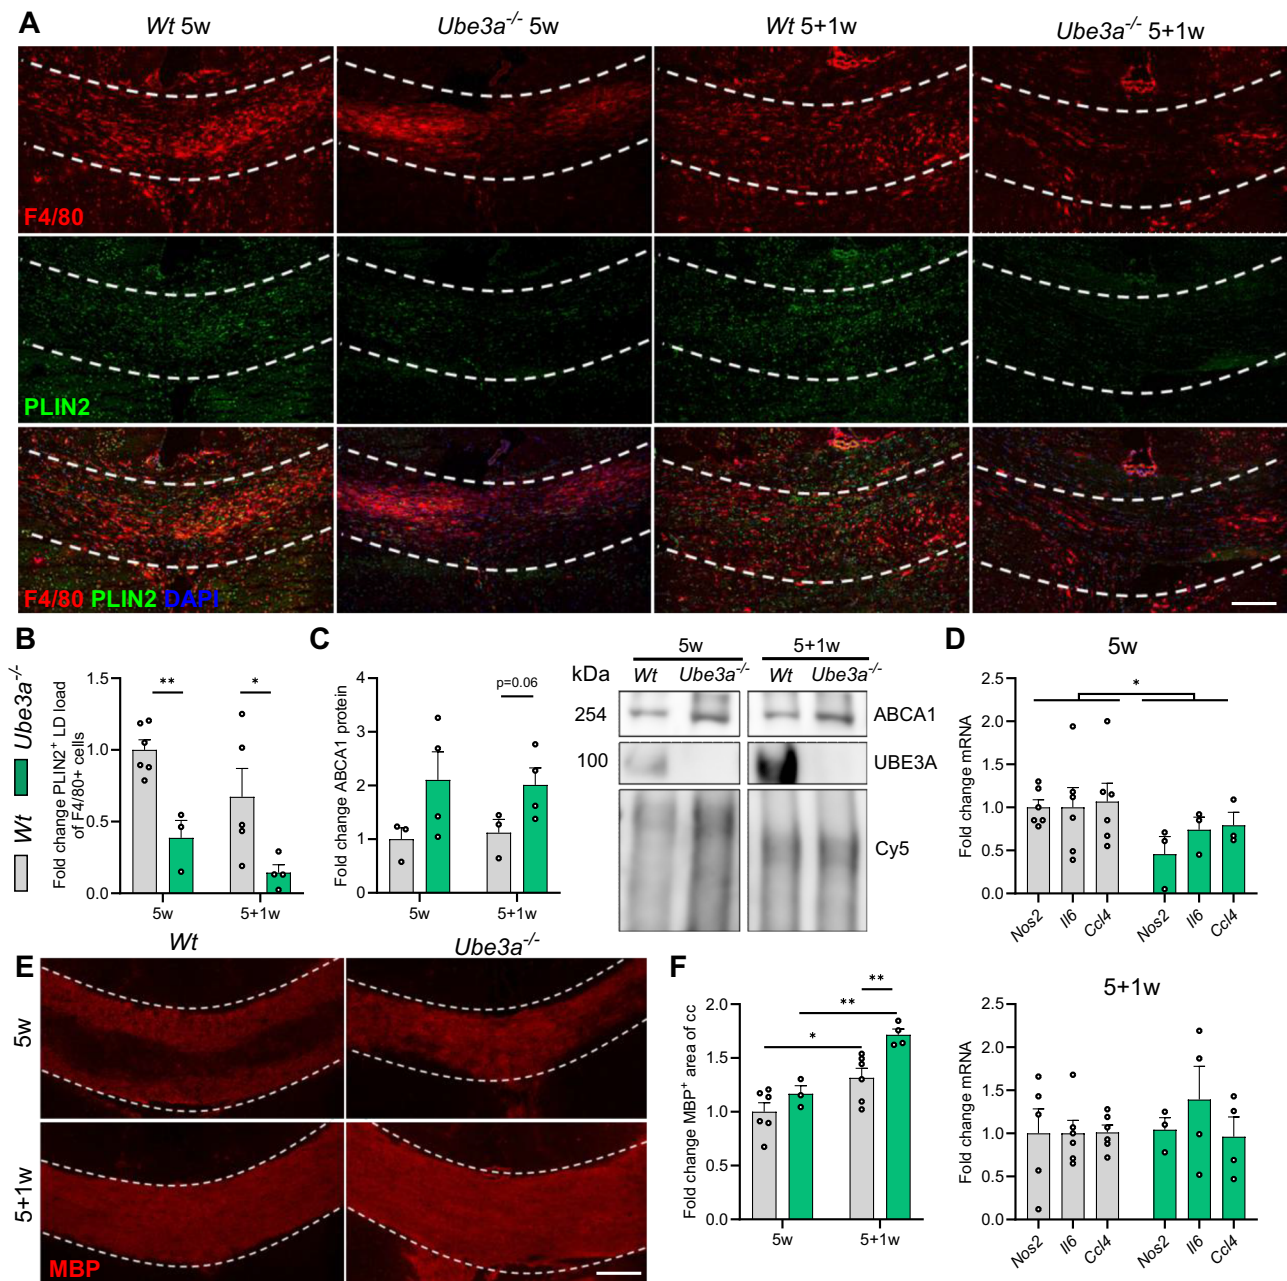 A
Wt 5w
Ube3a-/- 5w
Wt 5+1w
Ube3a-/- 5+1w
F4/80
PLIN2
F4/80 PLIN2 DAPI
B
Wt
Ube3a-/-
Fold change PLIN2+ LD load
of F4/80+ cells
1.5
1.0
0.5
0.0
**
*
5w
5+1w
C
Fold change ABCA1 protein
4
3
2
1
0
p=0.06
5w
5+1w
5w
5+1w
kDa
Wt
Ube3a-/-
Wt
Ube3a-/-
254
ABCA1
100
UBE3A
Cy5
D
5w
Fold change mRNA
2.5
2.0
1.5
1.0
0.5
0.0
*
Nos2
Il6
Ccl4
Nos2
Il6
Ccl4
5+1w
Fold change mRNA
2.5
2.0
1.5
1.0
0.5
0.0
Nos2
Il6
Ccl4
Nos2
Il6
Ccl4
E
Wt
Ube3a-/-
5w
5+1w
MBP
F
Fold change MBP+ area of cc
2.0
1.5
1.0
0.5
0.0
**
**
*
5w
5+1w